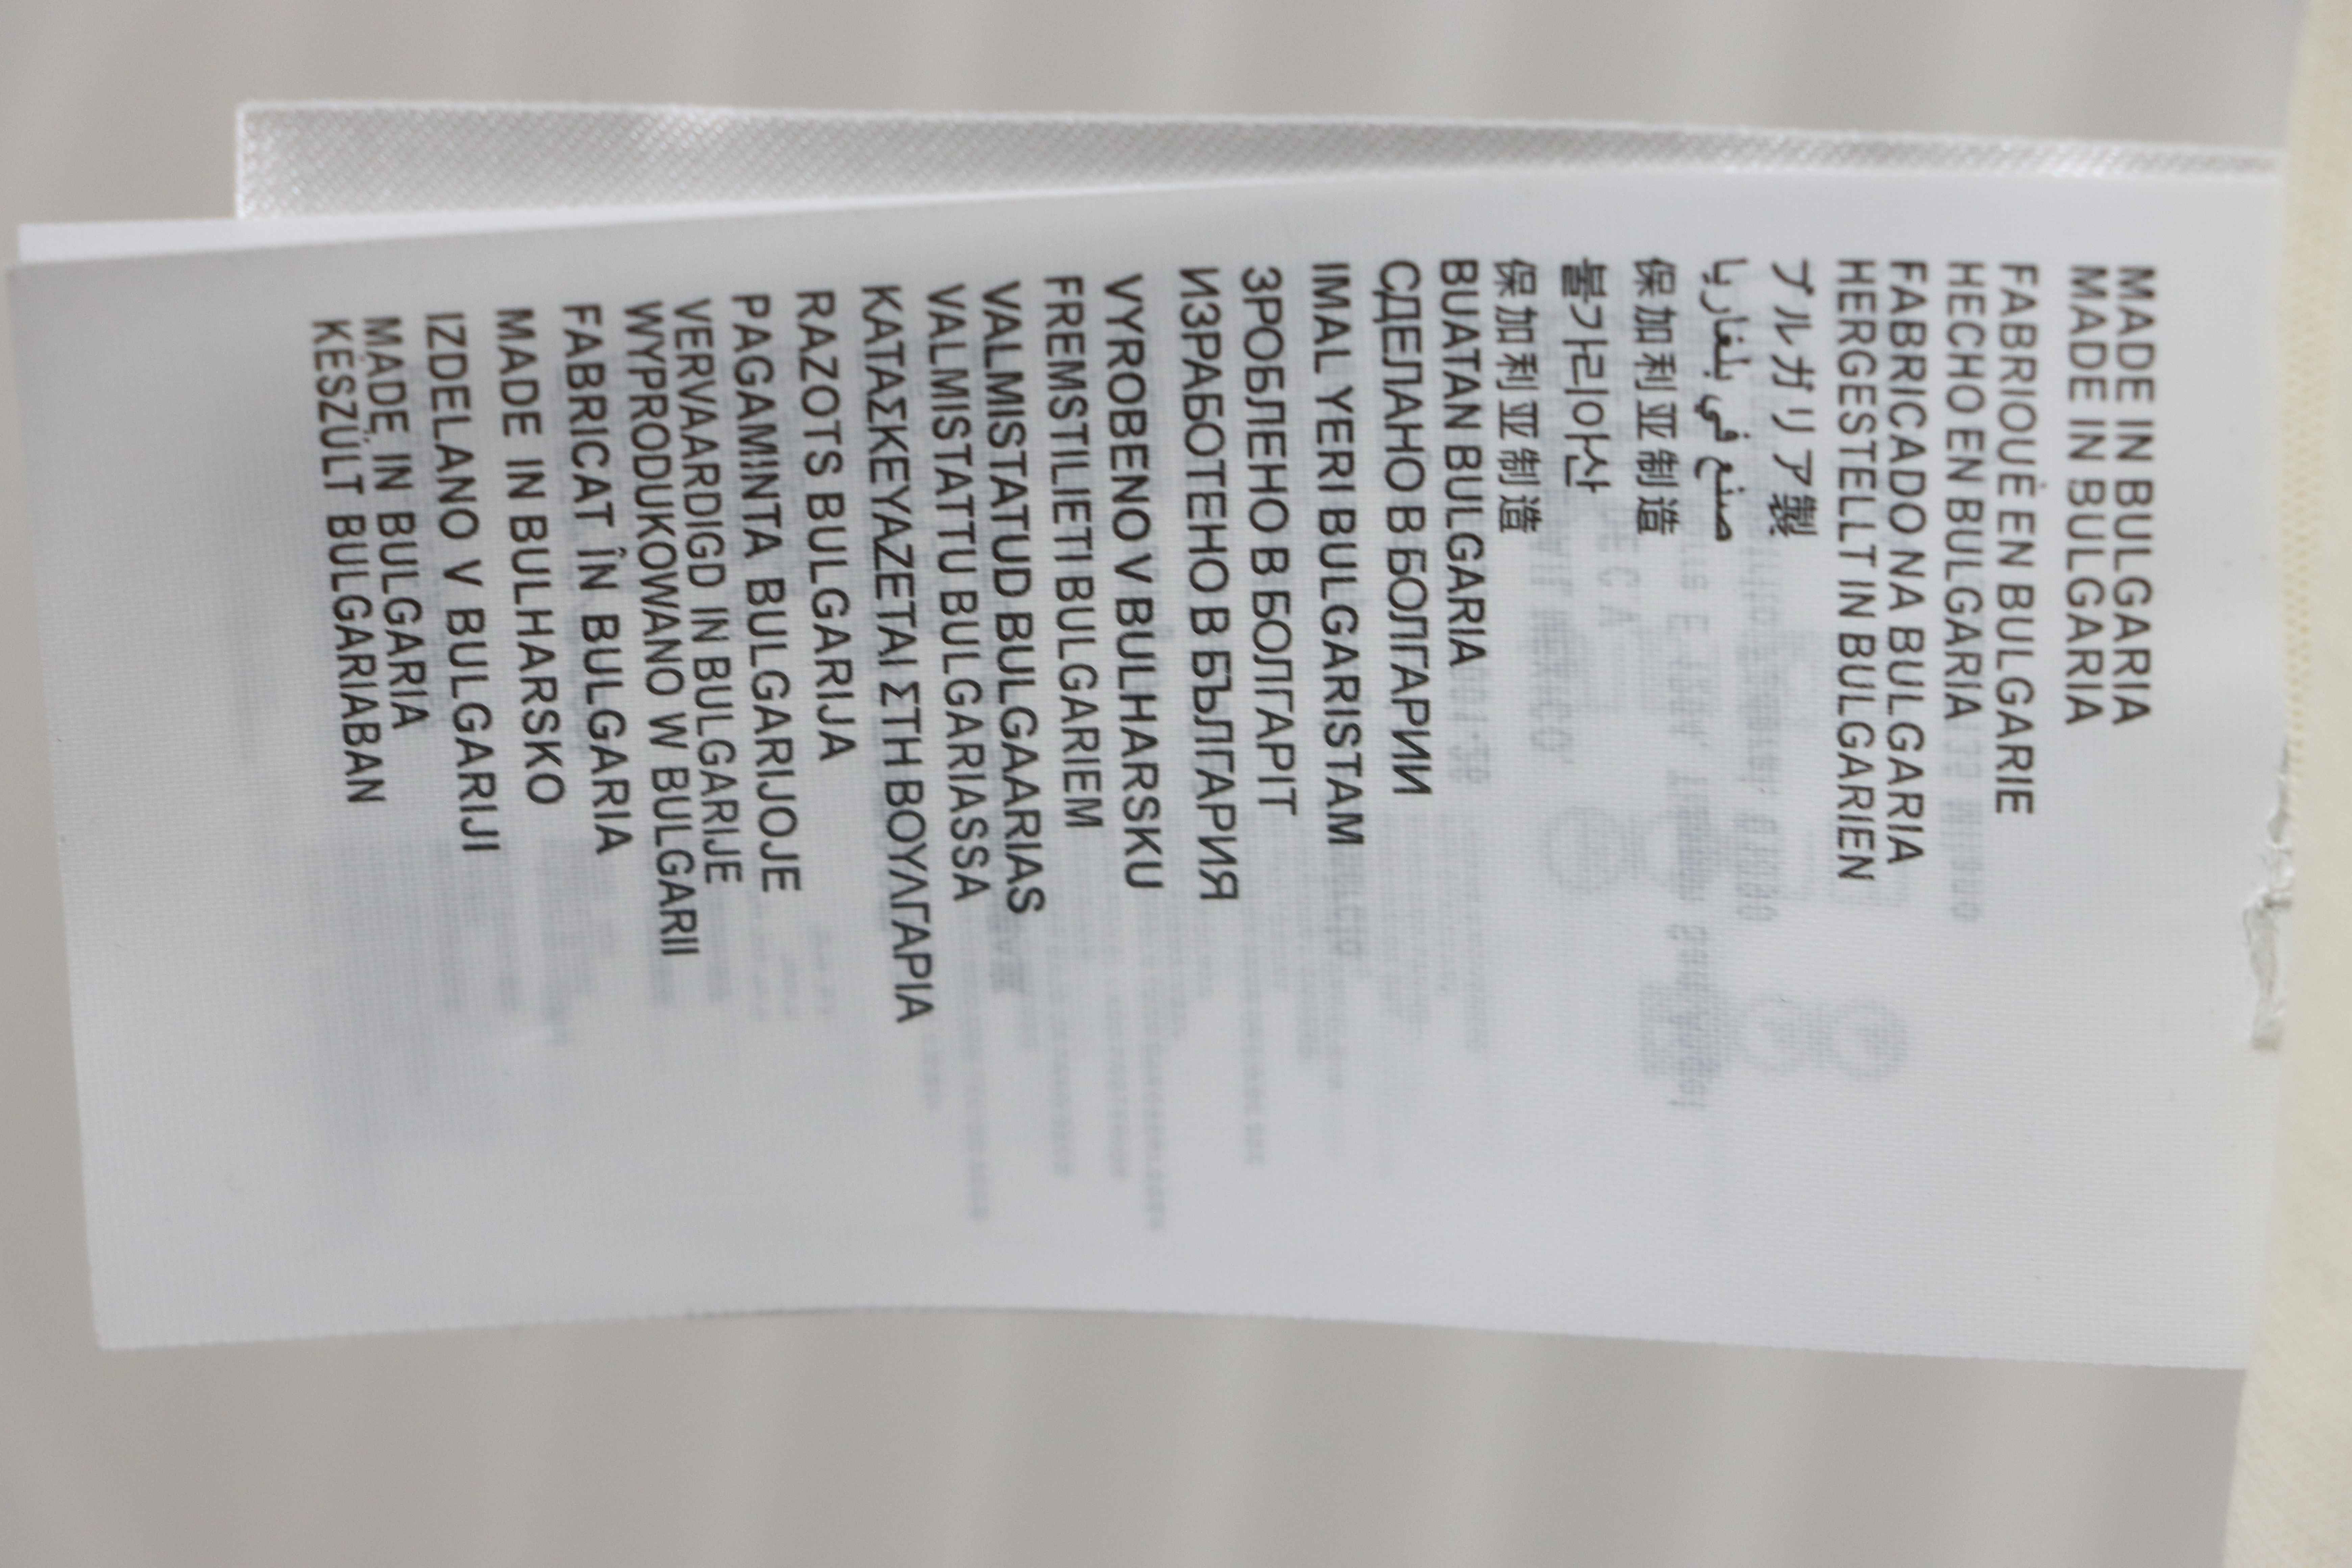 MADE IN BULGARIA
MADE IN BULGARIA
FABRIOUĖ EN BULGARIE
HECHO EN BULGARIA
FABRICADO NA BULGARIA
HERGESTELLT IN BULGARIEN
ブルガリア製
صنع في بلغاريا
保加利亚制造
불가리아산
保加利亚制造
BUATAN BULGARIA
СДЕЛАНО В БОЛГАРИИ
IMAL YERI BULGARISTAM
ЗРОБЛЕНО В БОЛГАРІТ
ИЗРАБОТЕНО В БЪЛГАРИЯ
VYROBENO V BULHARSKU
FREMSTILIETI BULGARIEM
VALMISTATUD BULGAARIAS
VALMISTATTU BULGARIASSA
ΚΑΤΑΣΚΕΥΑΖΕΤΑΙ ΣΤΗ ΒΟΥΛΓΑΡΙΑ
RAZOTS BULGARIJA
PAGAMINTA BULGARIJOJE
VERVAARDIGD IN BULGARIJE
WYPRODUKOWANO W BULGARII
FABRICAT ÎN BULGARIA
MADE IN BULHARSKO
IZDELANO V BULGARIJI
MADE IN BULGARIA
KÉSZÜLT BULGARIABAN